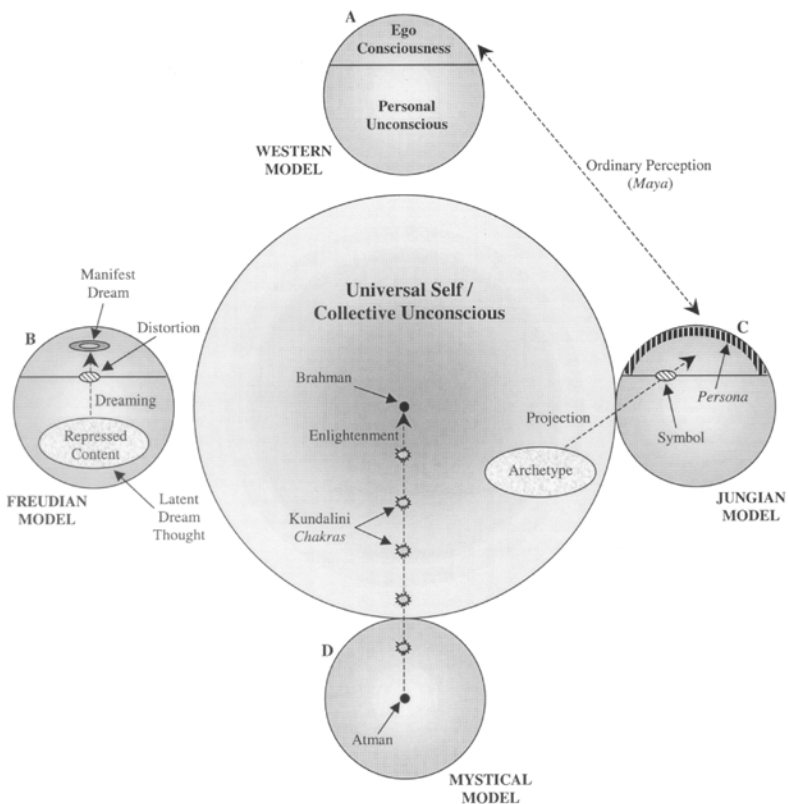 A
Ego
Consciousness
Personal
Unconscious
WESTERN
MODEL
Ordinary Perception
(Maya)
Universal Self /
Collective Unconscious
Manifest
Dream
B
Distortion
Dreaming
Repressed
Content
FREUDIAN
MODEL
Latent
Dream
Thought
Brahman
Enlightenment
Kundalini
Chakras
C
Persona
Projection
Symbol
Archetype
JUNGIAN
MODEL
D
Atman
MYSTICAL
MODEL